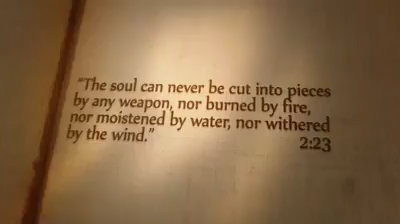 "The soul can never be cut into pieces
by any weapon, nor burned by fire,
nor moistened by water, nor withered
by the wind."
2:23